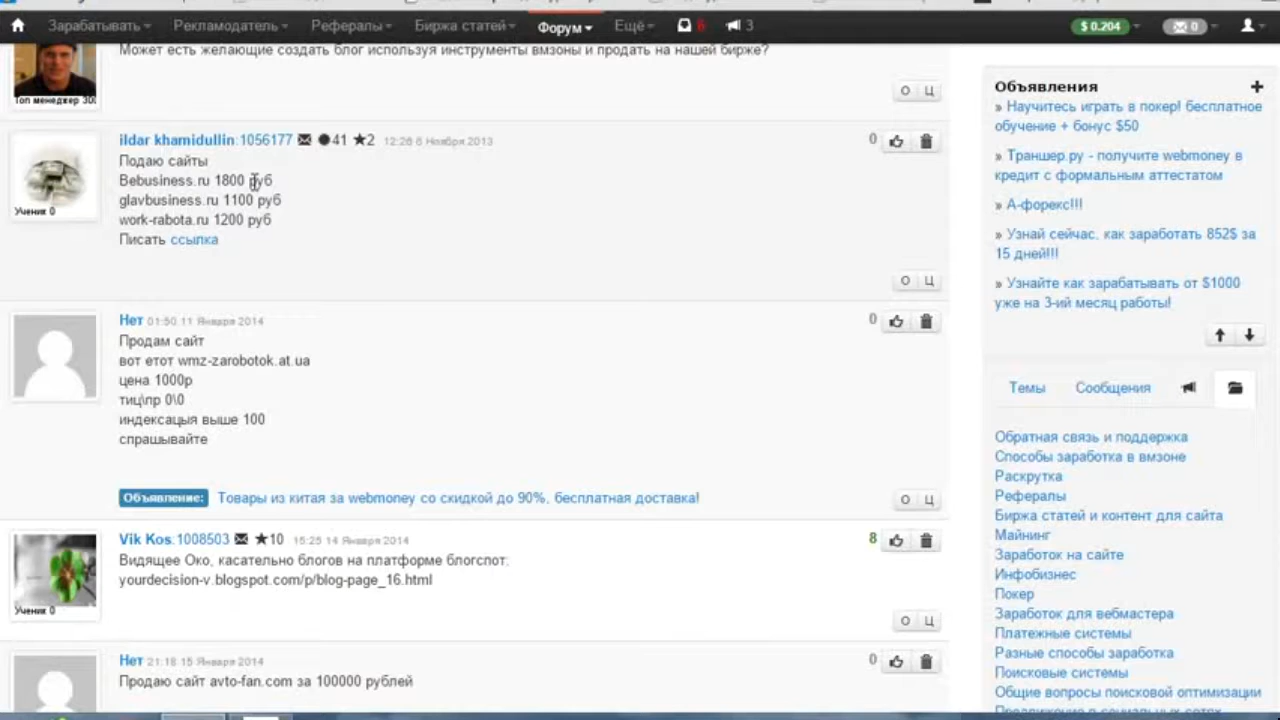 Зарабатывать Рекламодатель Рефералы Биржа статей Форум Ещё 6 3 $ 0.204 0
Может есть желающие создать блог используя инструменты вмзоны и продать на нашей бирже?
Топ менеджер 300
О Ц
ildar khamidullin:1056177 41 2 12:26 6 Ноября 2013
0
Подаю сайты
Bebusiness.ru 1800 руб
glavbusiness.ru 1100 руб
work-rabota.ru 1200 руб
Писать ссылка
Ученик 0
О Ц
Нет 01:50 11 Января 2014
0
Продам сайт
вот етот wmz-zarobotok.at.ua
цена 1000р
тиц\пр 0\0
индексацыя выше 100
спрашывайте
Объявление: Товары из китая за webmoney со скидкой до 90%, бесплатная доставка!
О Ц
Vik Kos:1008503 10 15:25 14 Января 2014
8
Видящее Око, касательно блогов на платформе блогспот:
yourdecision-v.blogspot.com/p/blog-page_16.html
Ученик 0
О Ц
Нет 21:18 15 Января 2014
0
Продаю сайт avto-fan.com за 100000 рублей
Объявления
» Научитесь играть в покер! бесплатное
обучение + бонус $50
» Траншер.ру - получите webmoney в
кредит с формальным аттестатом
» А-форекс!!!
» Узнай сейчас, как заработать 852$ за
15 дней!!!
» Узнайте как зарабатывать от $1000
уже на 3-ий месяц работы!
Темы Сообщения
Обратная связь и поддержка
Способы заработка в вмзоне
Раскрутка
Рефералы
Биржа статей и контент для сайта
Майнинг
Заработок на сайте
Инфобизнес
Покер
Заработок для вебмастера
Платежные системы
Разные способы заработка
Поисковые системы
Общие вопросы поисковой оптимизации